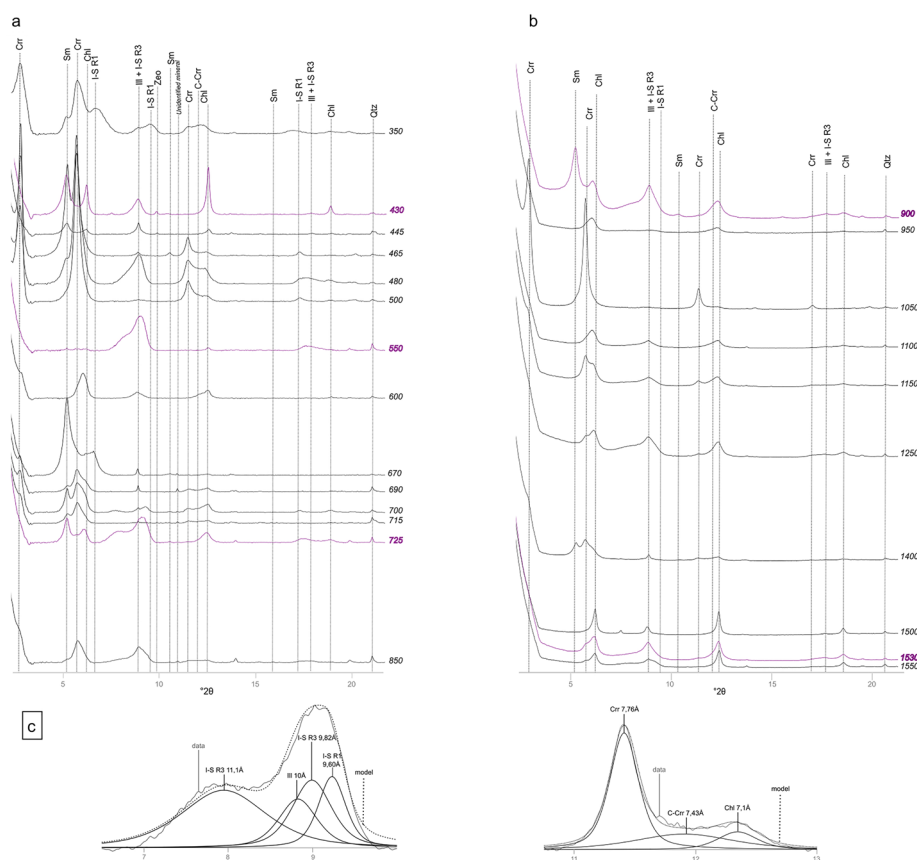 a
Crr
Sm
Crr
Chl
I-S R1
Ill + I-S R3
I-S R1
Zeo
Sm
Unidentified mineral
Crr
C-Crr
Chl
Sm
I-S R1
Ill + I-S R3
Chl
Qtz
350
430
445
465
480
500
550
600
670
690
700
715
725
850
5
10
15
20
°2θ
b
Crr
Sm
Crr
Chl
Ill + I-S R3
I-S R1
Sm
Crr
C-Crr
Chl
Crr
Ill + I-S R3
Chl
Qtz
900
950
1050
1100
1150
1250
1400
1500
1530
1550
5
10
15
20
°2θ
c
data
I-S R3 11,1Å
I-S R3 9,82Å
Ill 10Å
I-S R1
9,60Å
model
7
8
9
Crr 7,76Å
data
C-Crr 7,43Å
Chl 7,1Å
model
11
12
13